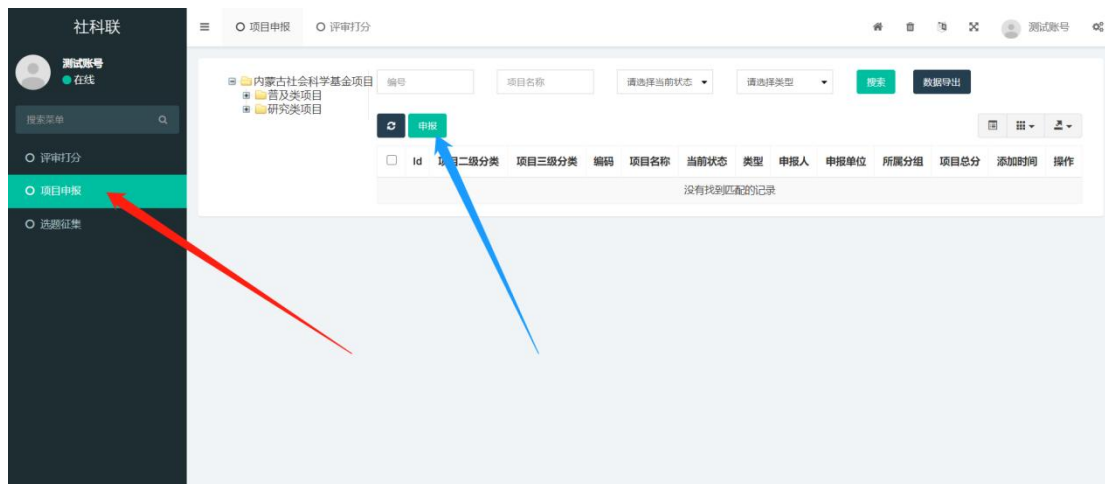 社科联
项目申报 评审打分 测试账号
测试账号
在线
搜索菜单
评审打分
项目申报
选题征集
内蒙古社会科学基金项目
普及类项目
研究类项目
编号 项目名称 请选择当前状态 请选择类型 搜索 数据导出
申报
Id 项目二级分类 项目三级分类 编码 项目名称 当前状态 类型 申报人 申报单位 所属分组 项目总分 添加时间 操作
没有找到匹配的记录